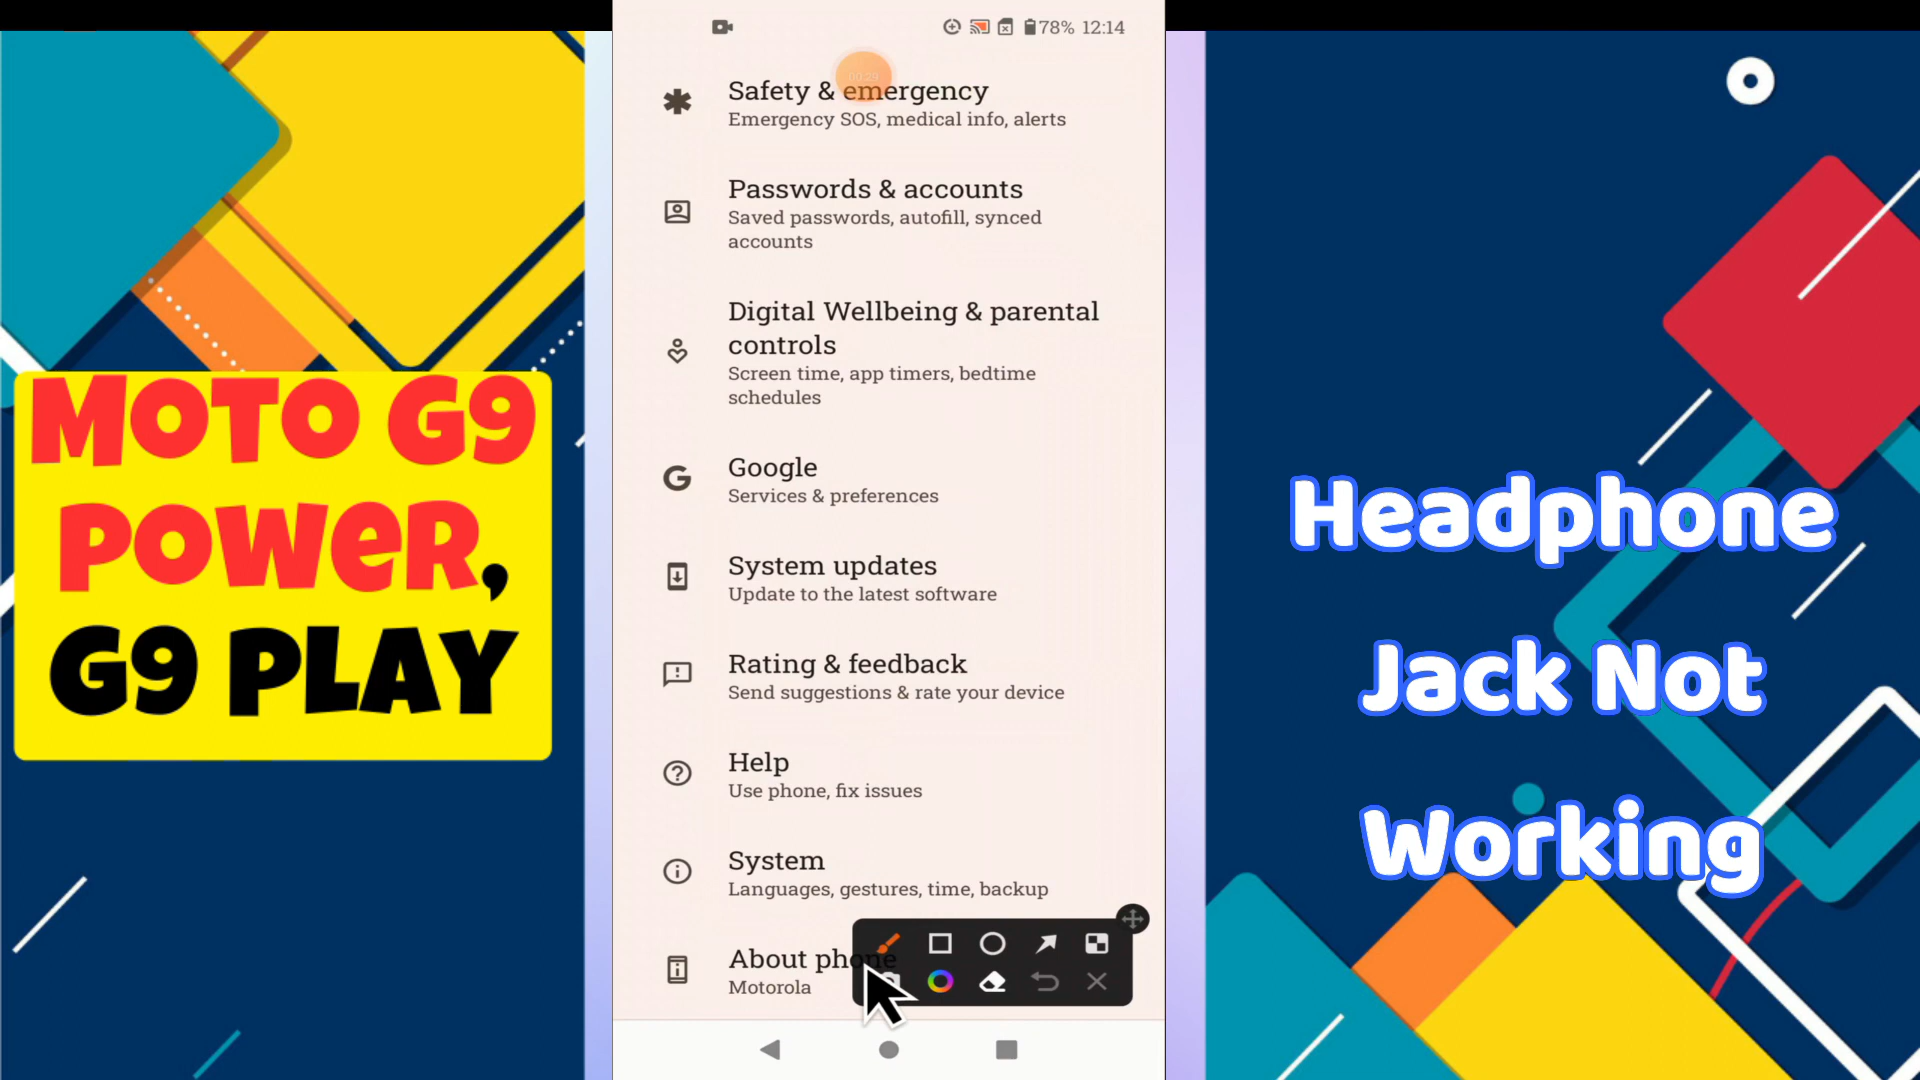 MOTO G9
POWER,
G9 PLAY
78% 12:14
00:29
Safety & emergency
Emergency SOS, medical info, alerts
Passwords & accounts
Saved passwords, autofill, synced
accounts
Digital Wellbeing & parental
controls
Screen time, app timers, bedtime
schedules
Google
Services & preferences
System updates
Update to the latest software
Rating & feedback
Send suggestions & rate your device
Help
Use phone, fix issues
System
Languages, gestures, time, backup
About phone
Motorola
Headphone
Jack Not
Working